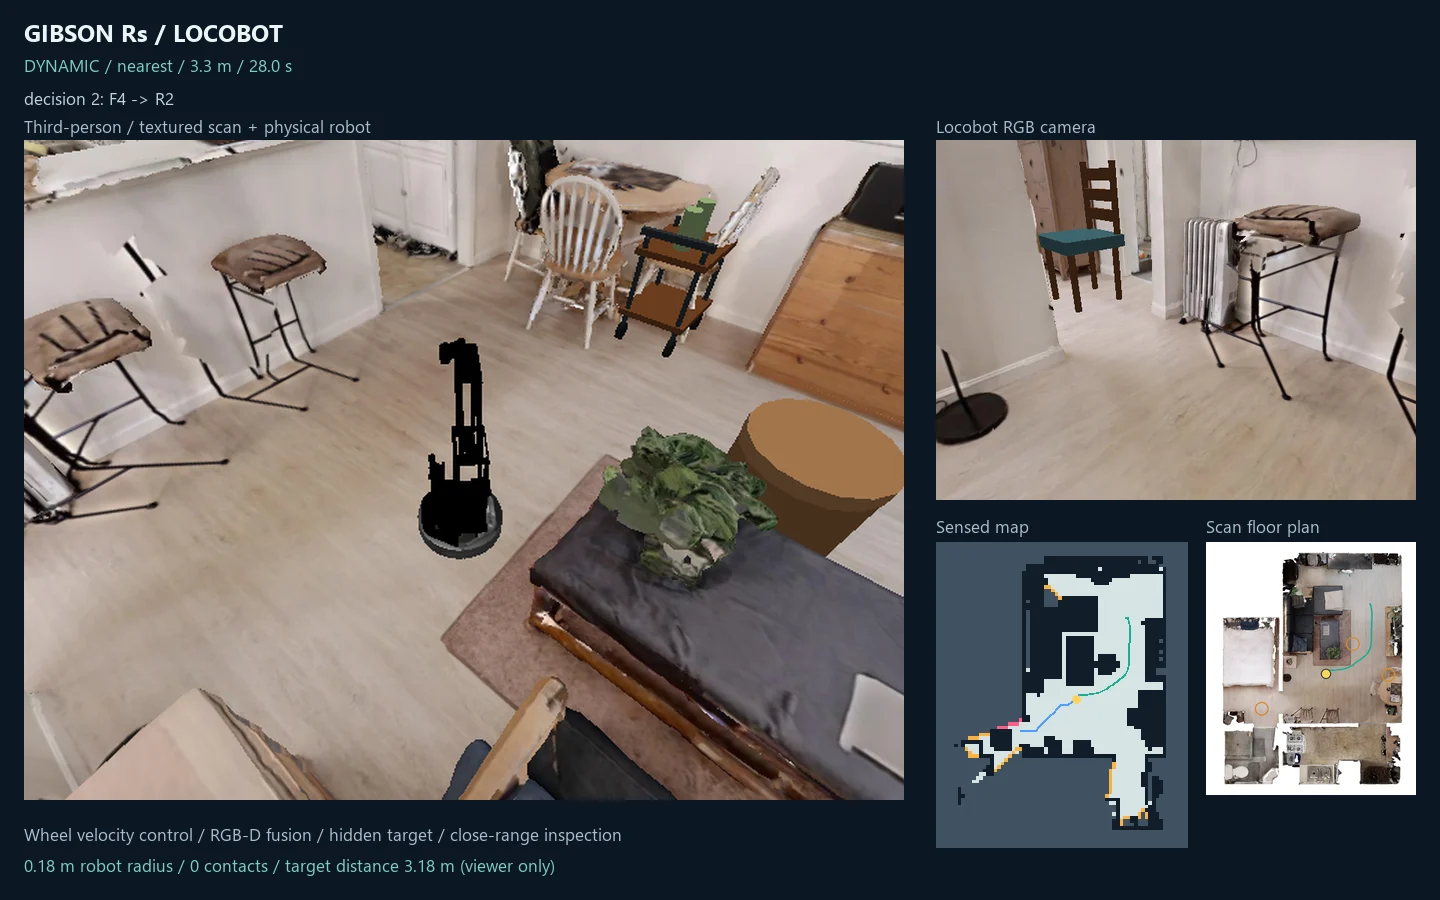 GIBSON Rs / LOCOBOT
DYNAMIC / nearest / 3.3 m / 28.0 s
decision 2: F4 -> R2
Third-person / textured scan + physical robot
Locobot RGB camera
Sensed map
Scan floor plan
Wheel velocity control / RGB-D fusion / hidden target / close-range inspection
0.18 m robot radius / 0 contacts / target distance 3.18 m (viewer only)